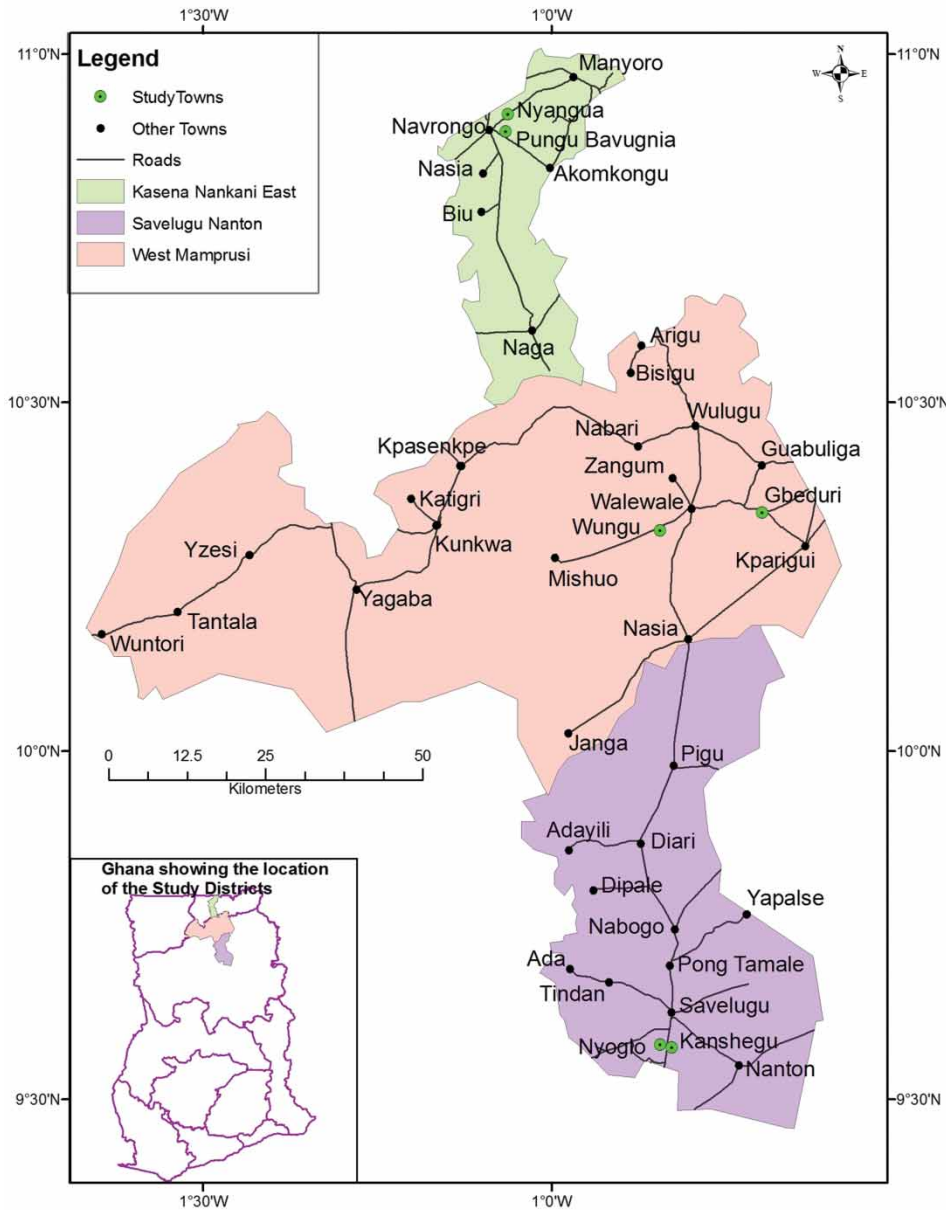 1°30'W
1°0'W
11°0'N
11°0'N
Legend
StudyTowns
Other Towns
Roads
Kasena Nankani East
Savelugu Nanton
West Mamprusi
N
W
E
S
Manyoro
Nyangua
Navrongo
Pungu Bavugnia
Nasia
Akomkongu
Biu
Naga
Arigu
Bisigu
10°30'N
10°30'N
Wulugu
Nabari
Kpasenkpe
Guabuliga
Zangum
Katigri
Walewale
Gbeduri
Wungu
Kunkwa
Yzesi
Kparigui
Mishuo
Yagaba
Tantala
Nasia
Wuntori
Janga
10°0'N
10°0'N
0
12.5
25
50
Kilometers
Pigu
Adayili
Diari
Ghana showing the location
of the Study Districts
Dipale
Yapalse
Nabogo
Ada
Pong Tamale
Tindan
Savelugu
Nyoglo
Kanshegu
Nanton
9°30'N
9°30'N
1°30'W
1°0'W